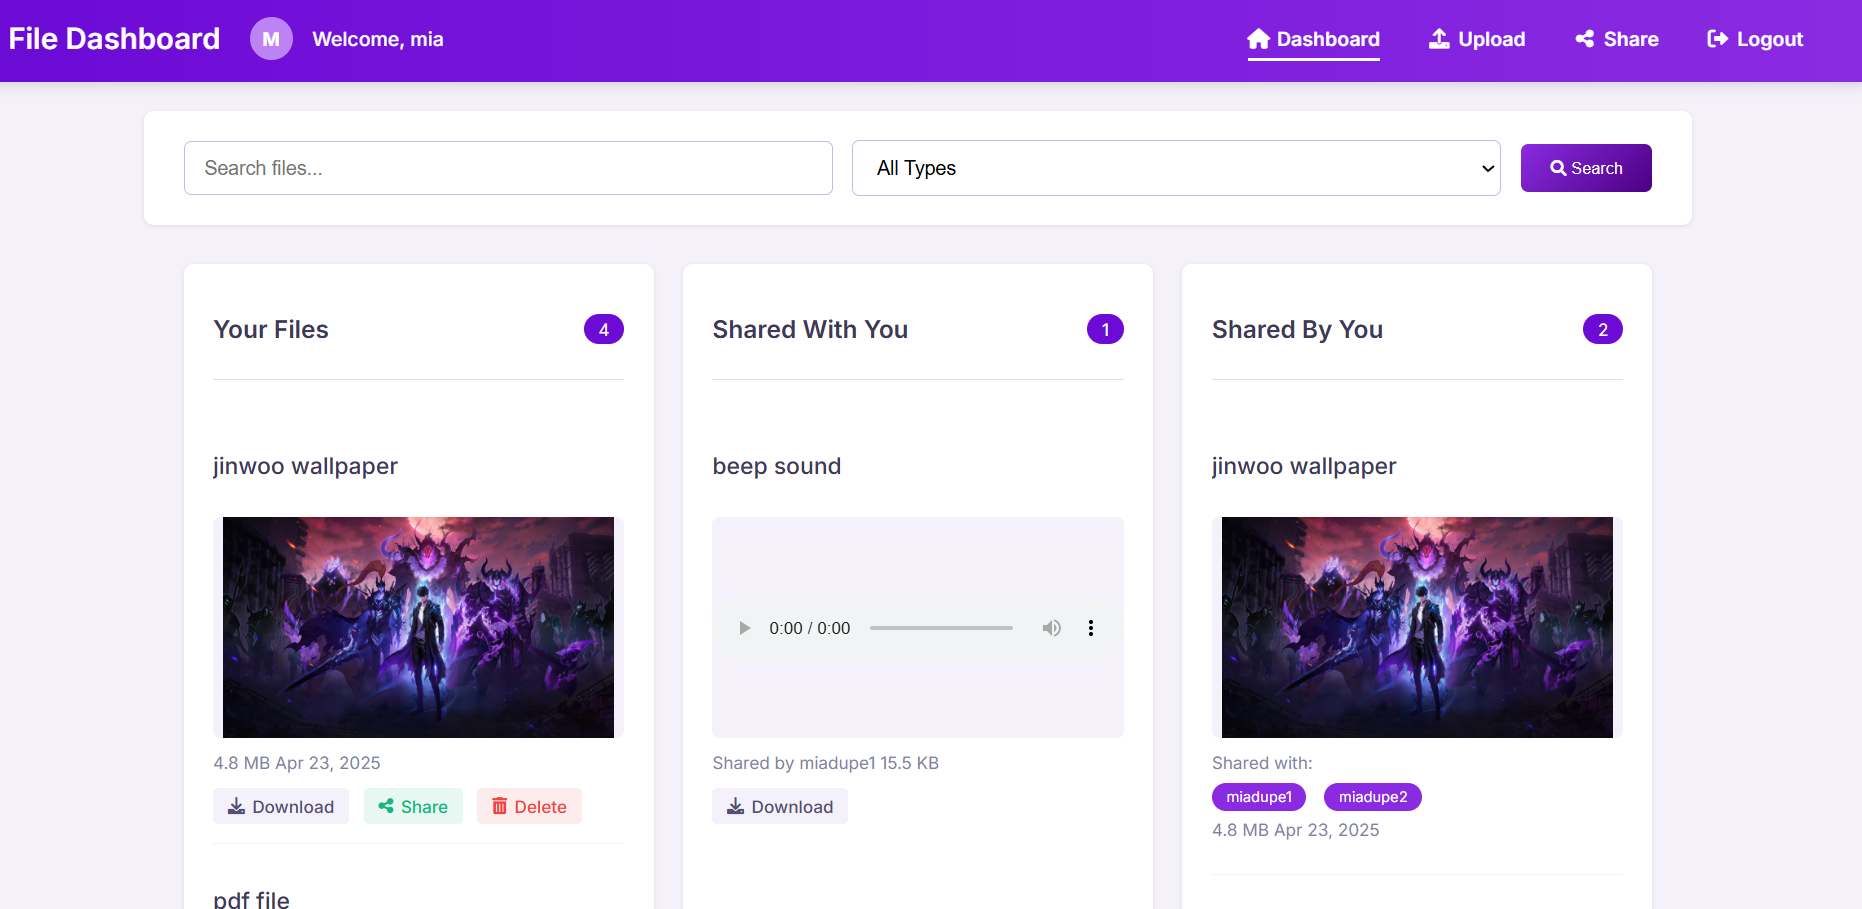 File Dashboard
M
Welcome, mia
Dashboard
Upload
Share
Logout
Search files...
All Types
Search
Your Files
4
jinwoo wallpaper
4.8 MB Apr 23, 2025
Download
Share
Delete
pdf file
Shared With You
1
beep sound
0:00 / 0:00
Shared by miadupe1 15.5 KB
Download
Shared By You
2
jinwoo wallpaper
Shared with:
miadupe1
miadupe2
4.8 MB Apr 23, 2025